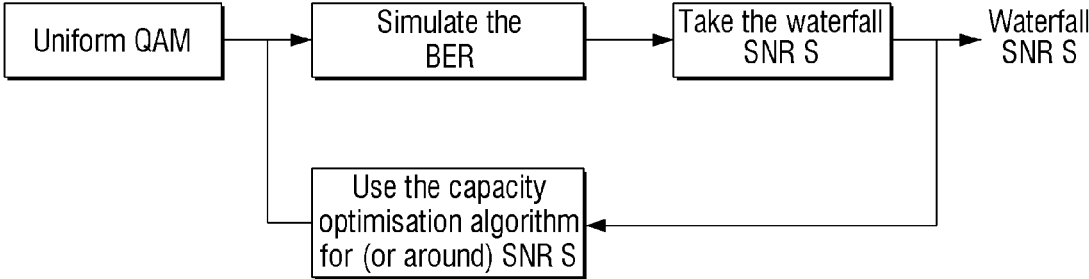 Uniform QAM
Simulate the
BER
Take the waterfall
SNR S
Waterfall
SNR S
Use the capacity
optimisation algorithm
for (or around) SNR S